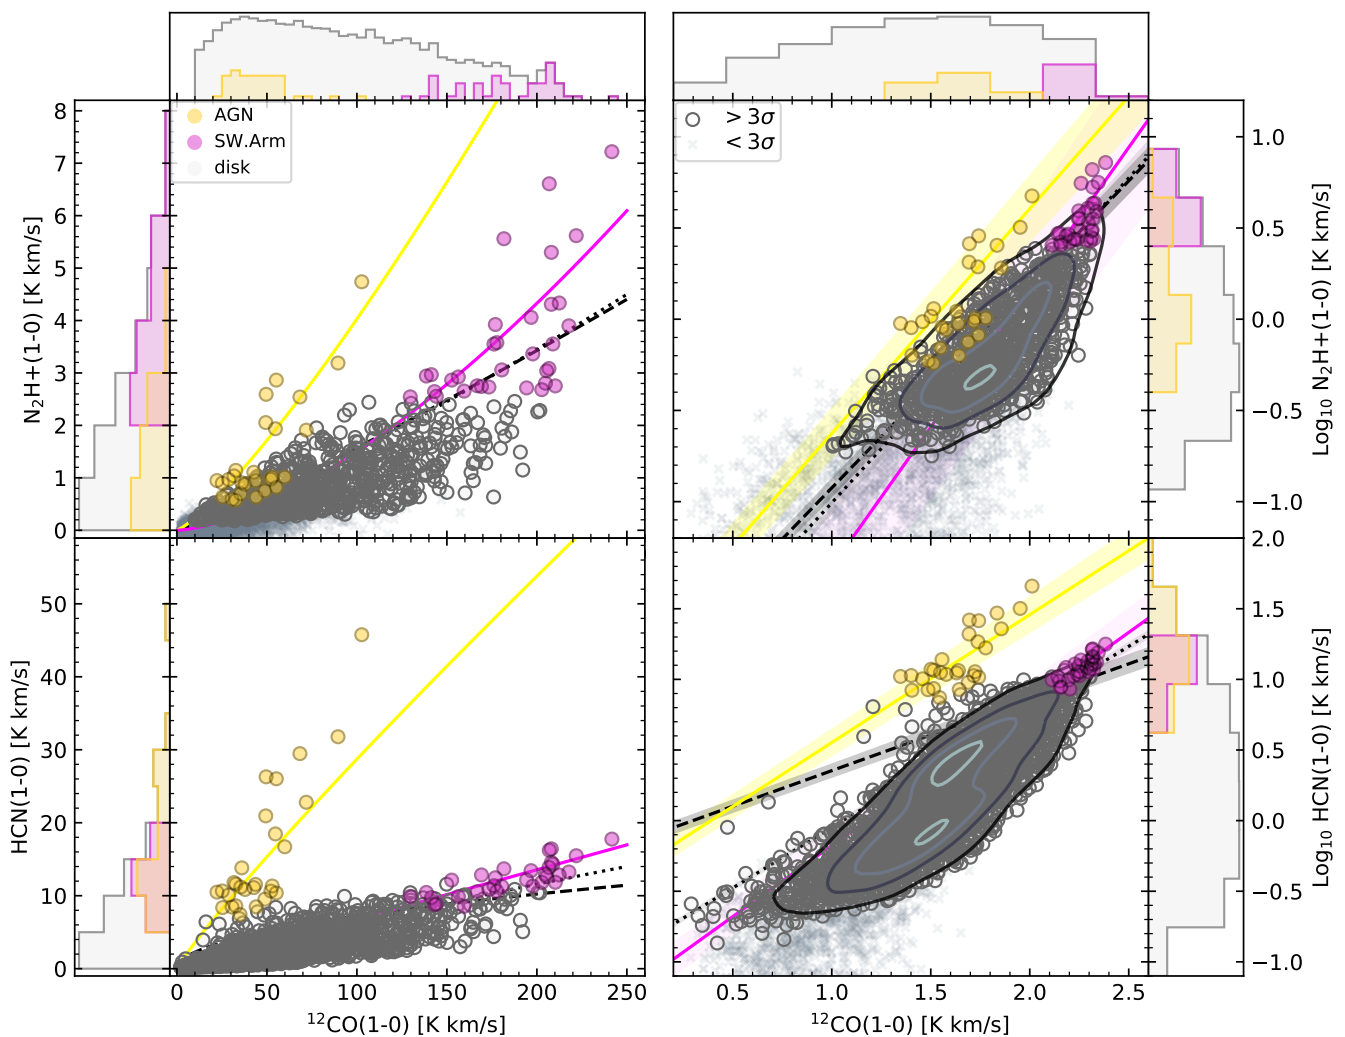 AGN
SW.Arm
disk
> 3σ
< 3σ
8
7
6
5
4
3
2
1
0
N₂H+(1-0) [K km/s]
1.0
0.5
0.0
−0.5
−1.0
Log₁₀ N₂H+(1-0) [K km/s]
50
40
30
20
10
0
HCN(1-0) [K km/s]
2.0
1.5
1.0
0.5
0.0
−0.5
−1.0
Log₁₀ HCN(1-0) [K km/s]
0 50 100 150 200 250
¹²CO(1-0) [K km/s]
0.5 1.0 1.5 2.0 2.5
¹²CO(1-0) [K km/s]